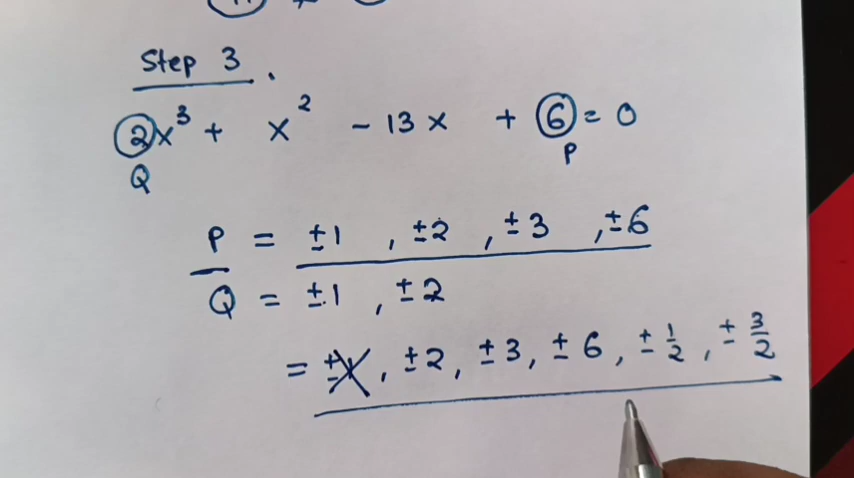 Step 3.
2x³ + x² - 13x + 6 = 0
Q P
P = ±1, ±2, ±3, ±6
Q = ±1, ±2
= ±1, ±2, ±3, ±6, ±1/2, ±3/2